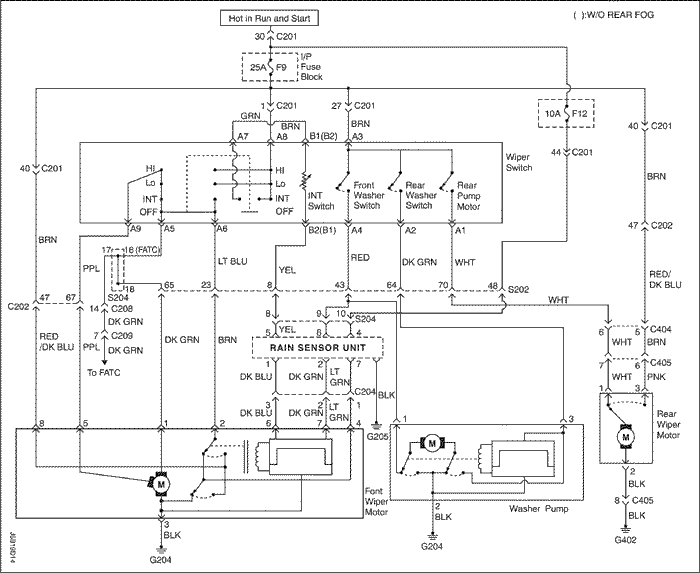 Hot in Run and Start
( ):W/O REAR FOG
30 C201
I/P
Fuse
Block
25A F9
1 C201
27 C201
10A F12
GRN
BRN
BRN
B1(B2)
A7 A8 A3
40 C201
44 C201
40 C201
Wiper
Switch
HI
Lo
INT
OFF
HI
Lo
INT
OFF
INT
Switch
Front
Washer
Switch
Rear
Washer
Switch
Rear
Pump
Motor
BRN
A9 A5 A6 B2(B1) A4 A2 A1
BRN
47 C202
PPL
17 16 (FATC)
18
S204
LT BLU
YEL
RED
DK GRN
WHT
RED/
DK BLU
C202 47 67
65 23 8 43 64 70 48 S202
14 C208
DK GRN
7 C209
PPL DK GRN
To FATC
RED
/DK BLU
DK GRN
BRN
WHT
8 9 10 S204
YEL
5 6 4
RAIN SENSOR UNIT
1 2 7 3
DK BLU DK GRN LT
GRN
C204
3 2 1
DK BLU DK GRN LT
GRN
BLK
G205
6 6 C404
WHT BRN
7 6 C405
WHT PNK
1 3
Rear
Wiper
Motor
M
2
BLK
8 C405
BLK
G402
8 5 1 2 6 7 4
M
Font
Wiper
Motor
3
BLK
G204
1 3
M
Washer Pump
2
BLK
G204
J6B19D14